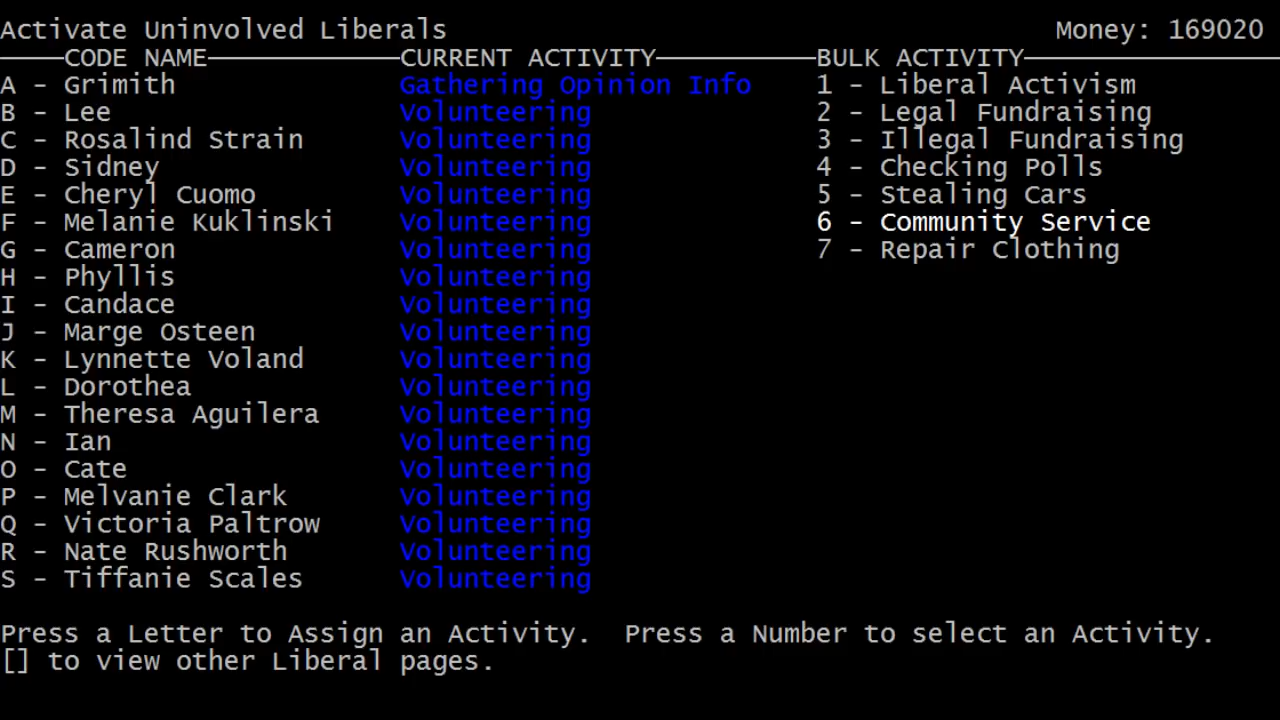 Activate Uninvolved Liberals Money: 169020
CODE NAME CURRENT ACTIVITY BULK ACTIVITY
A - Grimith Gathering Opinion Info 1 - Liberal Activism
B - Lee Volunteering 2 - Legal Fundraising
C - Rosalind Strain Volunteering 3 - Illegal Fundraising
D - Sidney Volunteering 4 - Checking Polls
E - Cheryl Cuomo Volunteering 5 - Stealing Cars
F - Melanie Kuklinski Volunteering 6 - Community Service
G - Cameron Volunteering 7 - Repair Clothing
H - Phyllis Volunteering
I - Candace Volunteering
J - Marge Osteen Volunteering
K - Lynnette Voland Volunteering
L - Dorothea Volunteering
M - Theresa Aguilera Volunteering
N - Ian Volunteering
O - Cate Volunteering
P - Melvanie Clark Volunteering
Q - Victoria Paltrow Volunteering
R - Nate Rushworth Volunteering
S - Tiffanie Scales Volunteering
Press a Letter to Assign an Activity. Press a Number to select an Activity.
[] to view other Liberal pages.